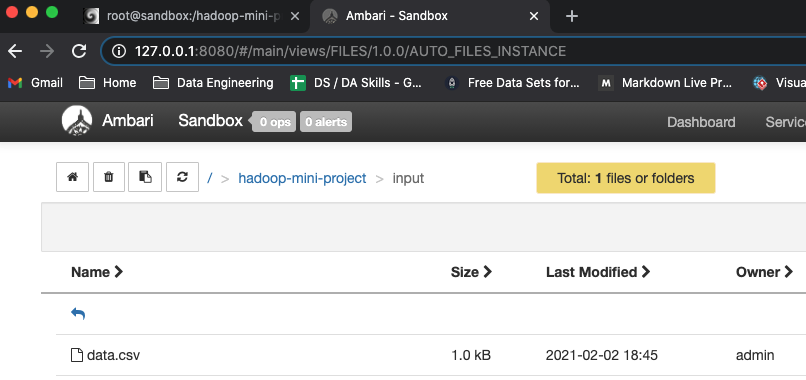 root@sandbox:/hadoop-mini-p × Ambari - Sandbox × +
127.0.0.1:8080/#/main/views/FILES/1.0.0/AUTO_FILES_INSTANCE
Gmail Home Data Engineering DS / DA Skills - G... Free Data Sets for... M Markdown Live Pr... Visua
Ambari Sandbox 0 ops 0 alerts Dashboard Servic
/ > hadoop-mini-project > input Total: 1 files or folders
Name > Size > Last Modified > Owner >
data.csv 1.0 kB 2021-02-02 18:45 admin